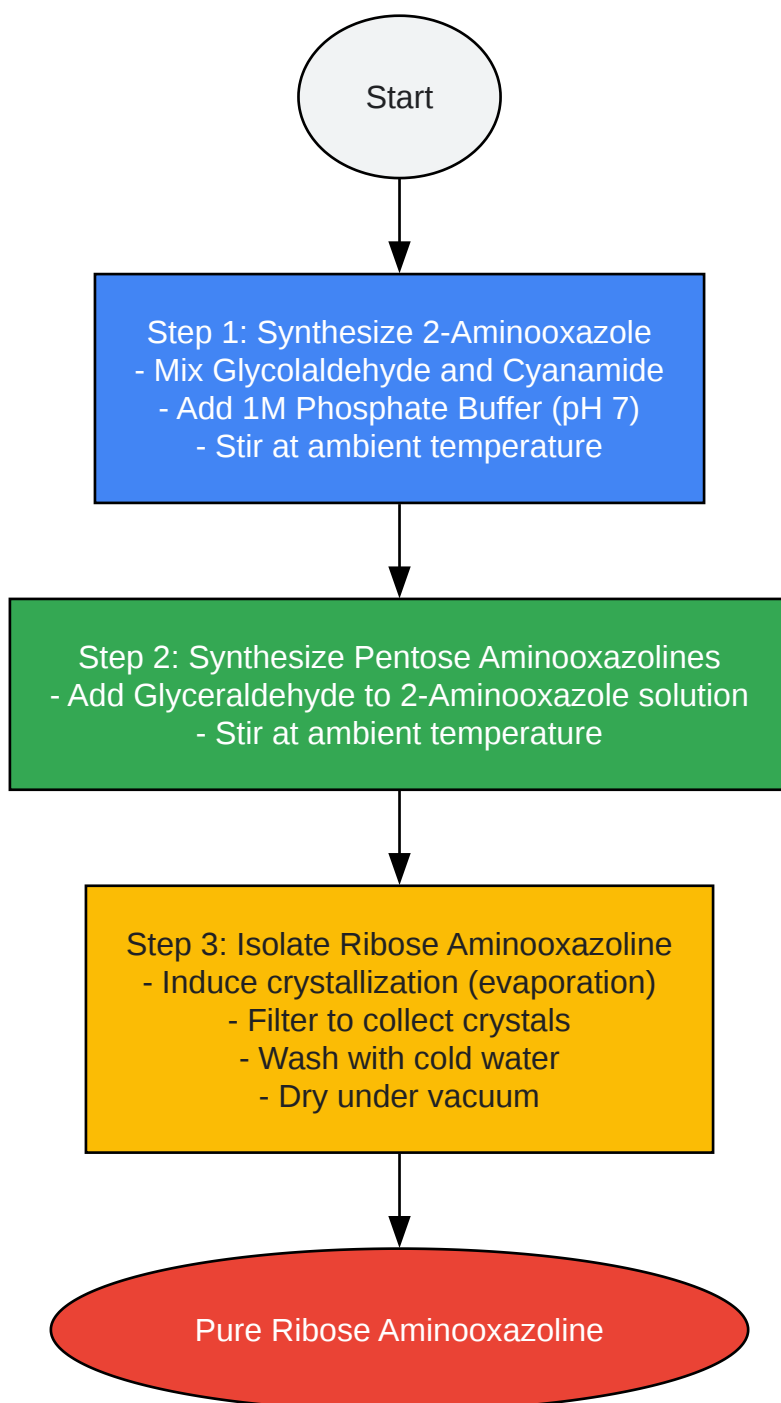 Start
Step 1: Synthesize 2-Aminooxazole
- Mix Glycolaldehyde and Cyanamide
- Add 1M Phosphate Buffer (pH 7)
- Stir at ambient temperature
Step 2: Synthesize Pentose Aminooxazolines
- Add Glyceraldehyde to 2-Aminooxazole solution
- Stir at ambient temperature
Step 3: Isolate Ribose Aminooxazoline
- Induce crystallization (evaporation)
- Filter to collect crystals
- Wash with cold water
- Dry under vacuum
Pure Ribose Aminooxazoline